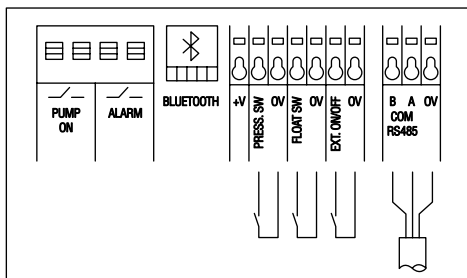 PUMP
ON
ALARM
BLUETOOTH
+V
PRESS. SW
0V
FLOAT SW
0V
EXT. ON/OFF
0V
B A 0V
COM
RS485